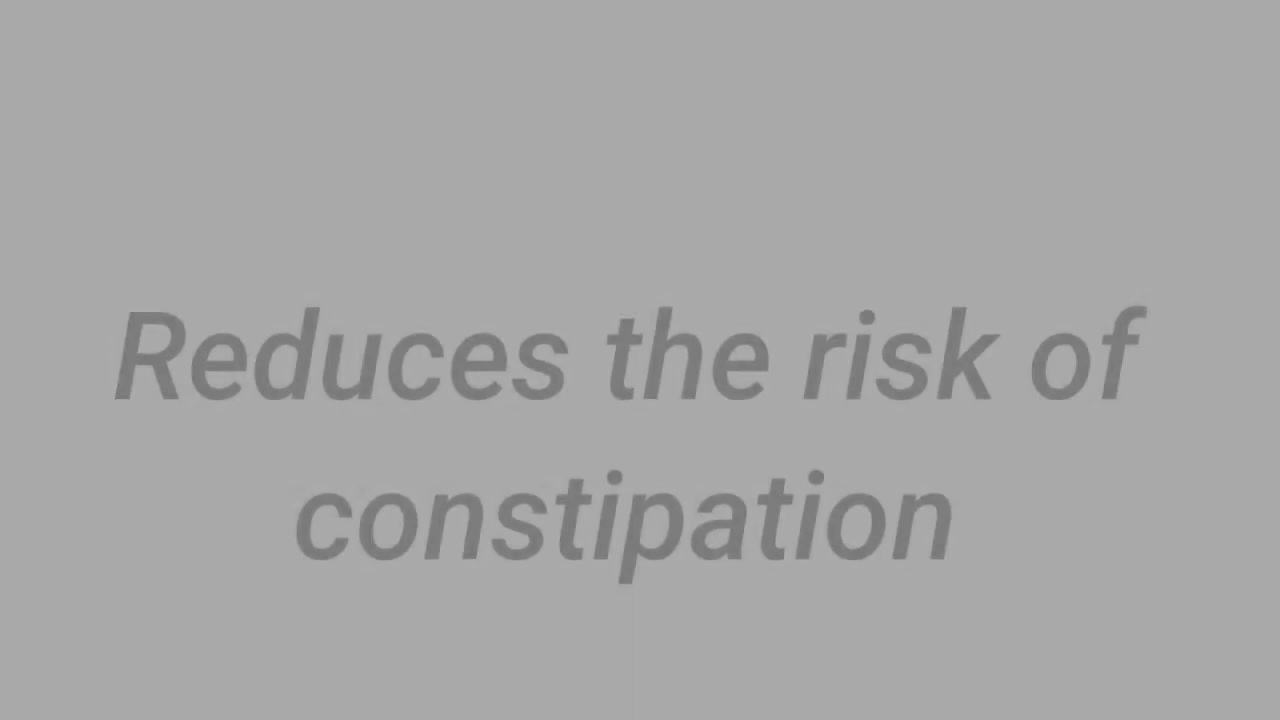 Reduces the risk of
constipation